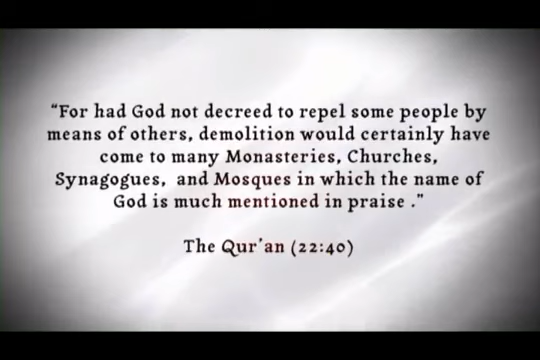 “For had God not decreed to repel some people by
means of others, demolition would certainly have
come to many Monasteries, Churches,
Synagogues,  and Mosques in which the name of
God is much mentioned in praise ."
The Qur'an (22:40)